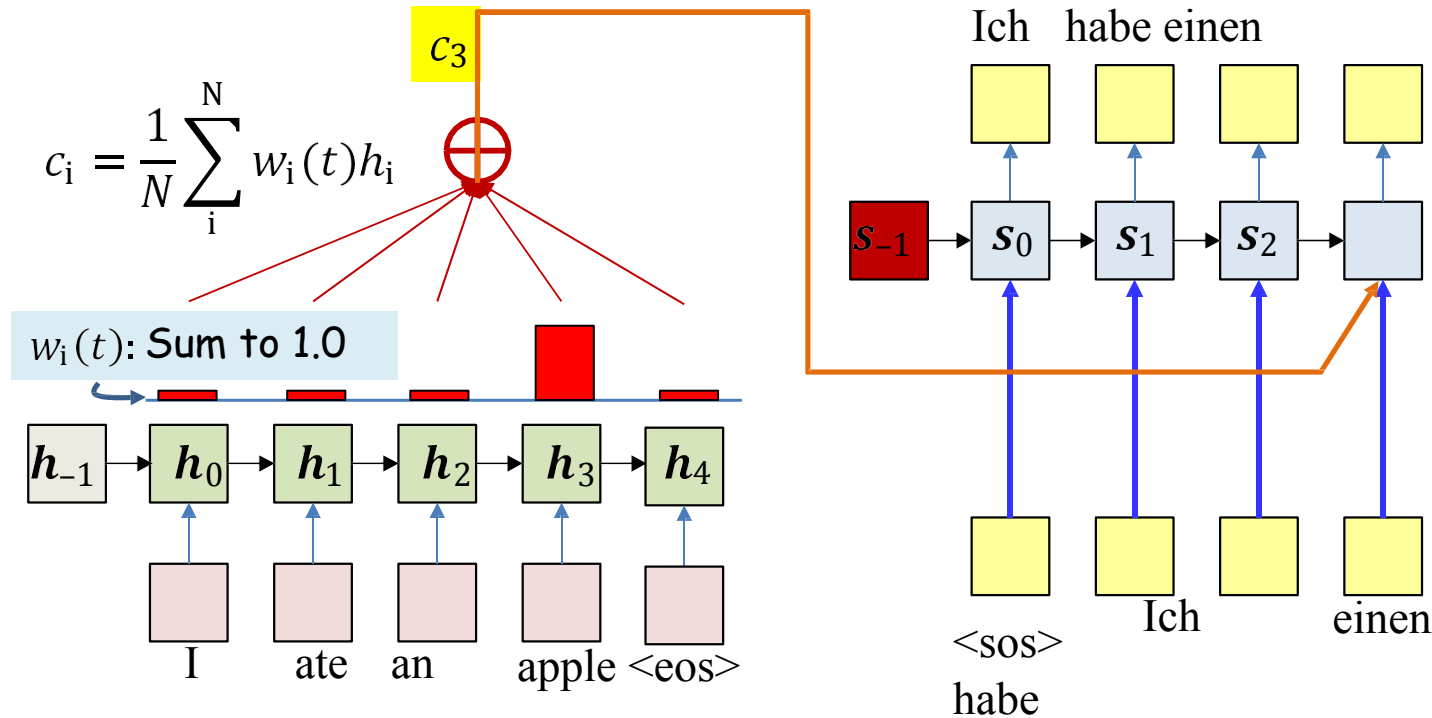 Ich habe einen
c₃
cᵢ = 1/N ∑ᵢᴺ wᵢ(t)hᵢ
s₋₁ s₀ s₁ s₂
wᵢ(t): Sum to 1.0
h₋₁ h₀ h₁ h₂ h₃ h₄
I ate an apple <eos>
Ich einen
<sos>
habe